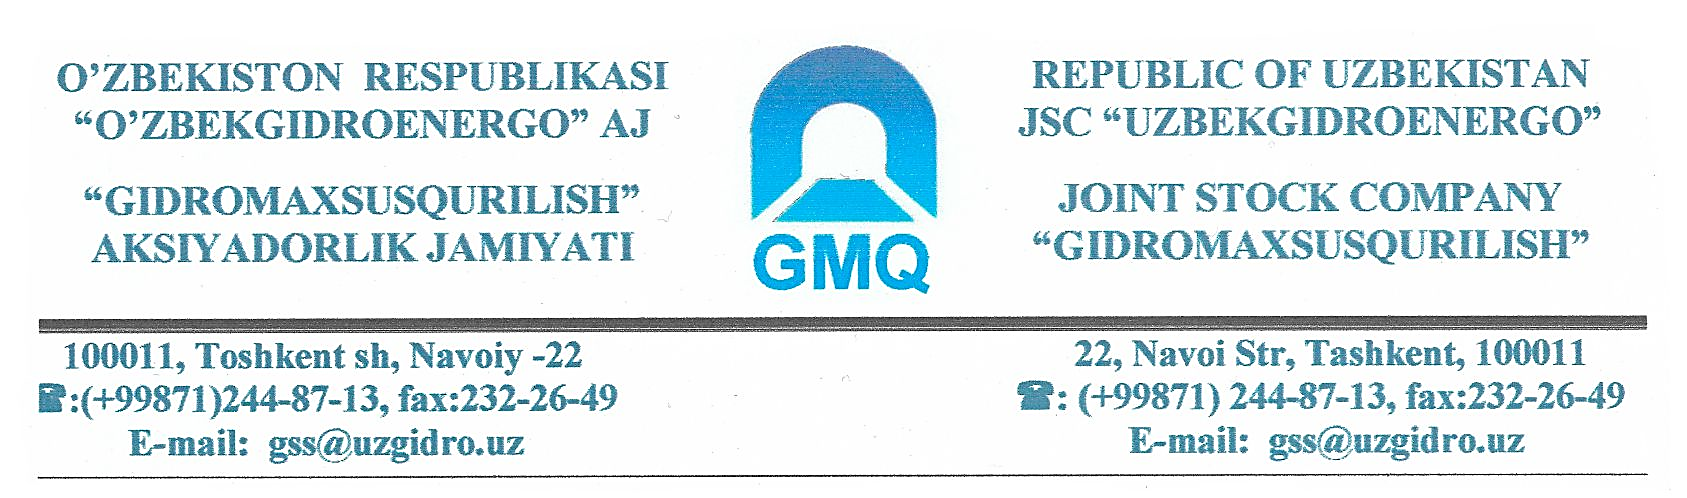 O'ZBEKISTON RESPUBLIKASI
“O'ZBEKGIDROENERGO” AJ
“GIDROMAXSUSQURILISH”
AKSIYADORLIK JAMIYATI
GMQ
REPUBLIC OF UZBEKISTAN
JSC “UZBEKGIDROENERGO”
JOINT STOCK COMPANY
“GIDROMAXSUSQURILISH”
100011, Toshkent sh, Navoiy -22
☎:(+99871)244-87-13, fax:232-26-49
E-mail: gss@uzgidro.uz
22, Navoi Str, Tashkent, 100011
☎: (+99871) 244-87-13, fax:232-26-49
E-mail: gss@uzgidro.uz